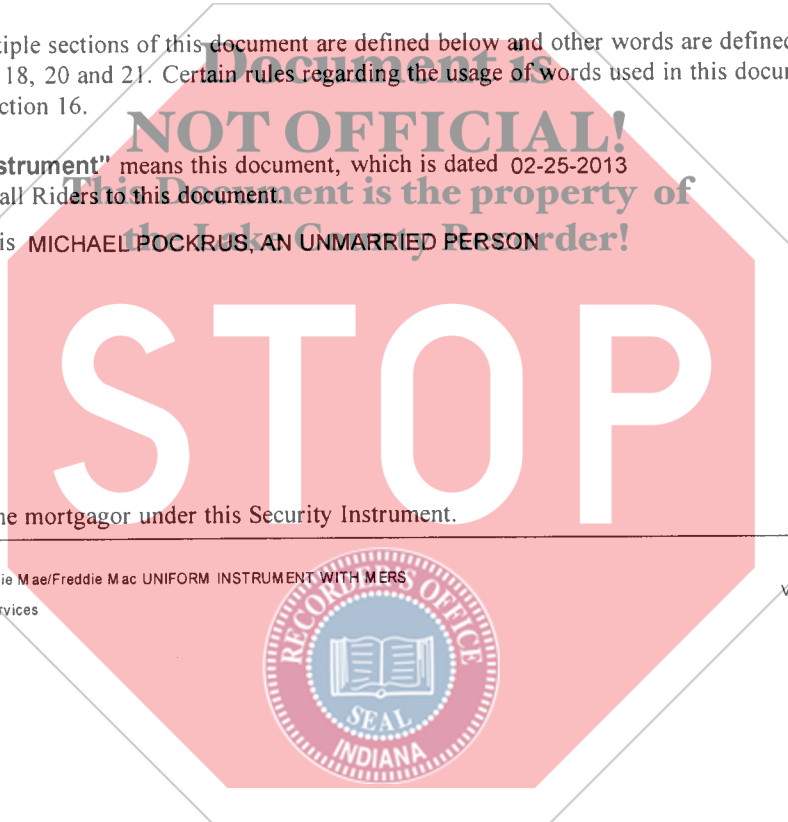 tiple sections of this document are defined below and other words are defined
Document is
18, 20 and 21. Certain rules regarding the usage of words used in this docu
ction 16.
NOT OFFICIAL!
strument" means this document, which is dated 02-25-2013
This Document is the property of
all Riders to this document.
the Lake County Recorder!
is MICHAEL POCKRUS, AN UNMARRIED PERSON
STOP
he mortgagor under this Security Instrument.
ie Mae/Freddie Mac UNIFORM INSTRUMENT WITH MERS
V
rvices
RECORDER'S OFFICE
SEAL
INDIANA